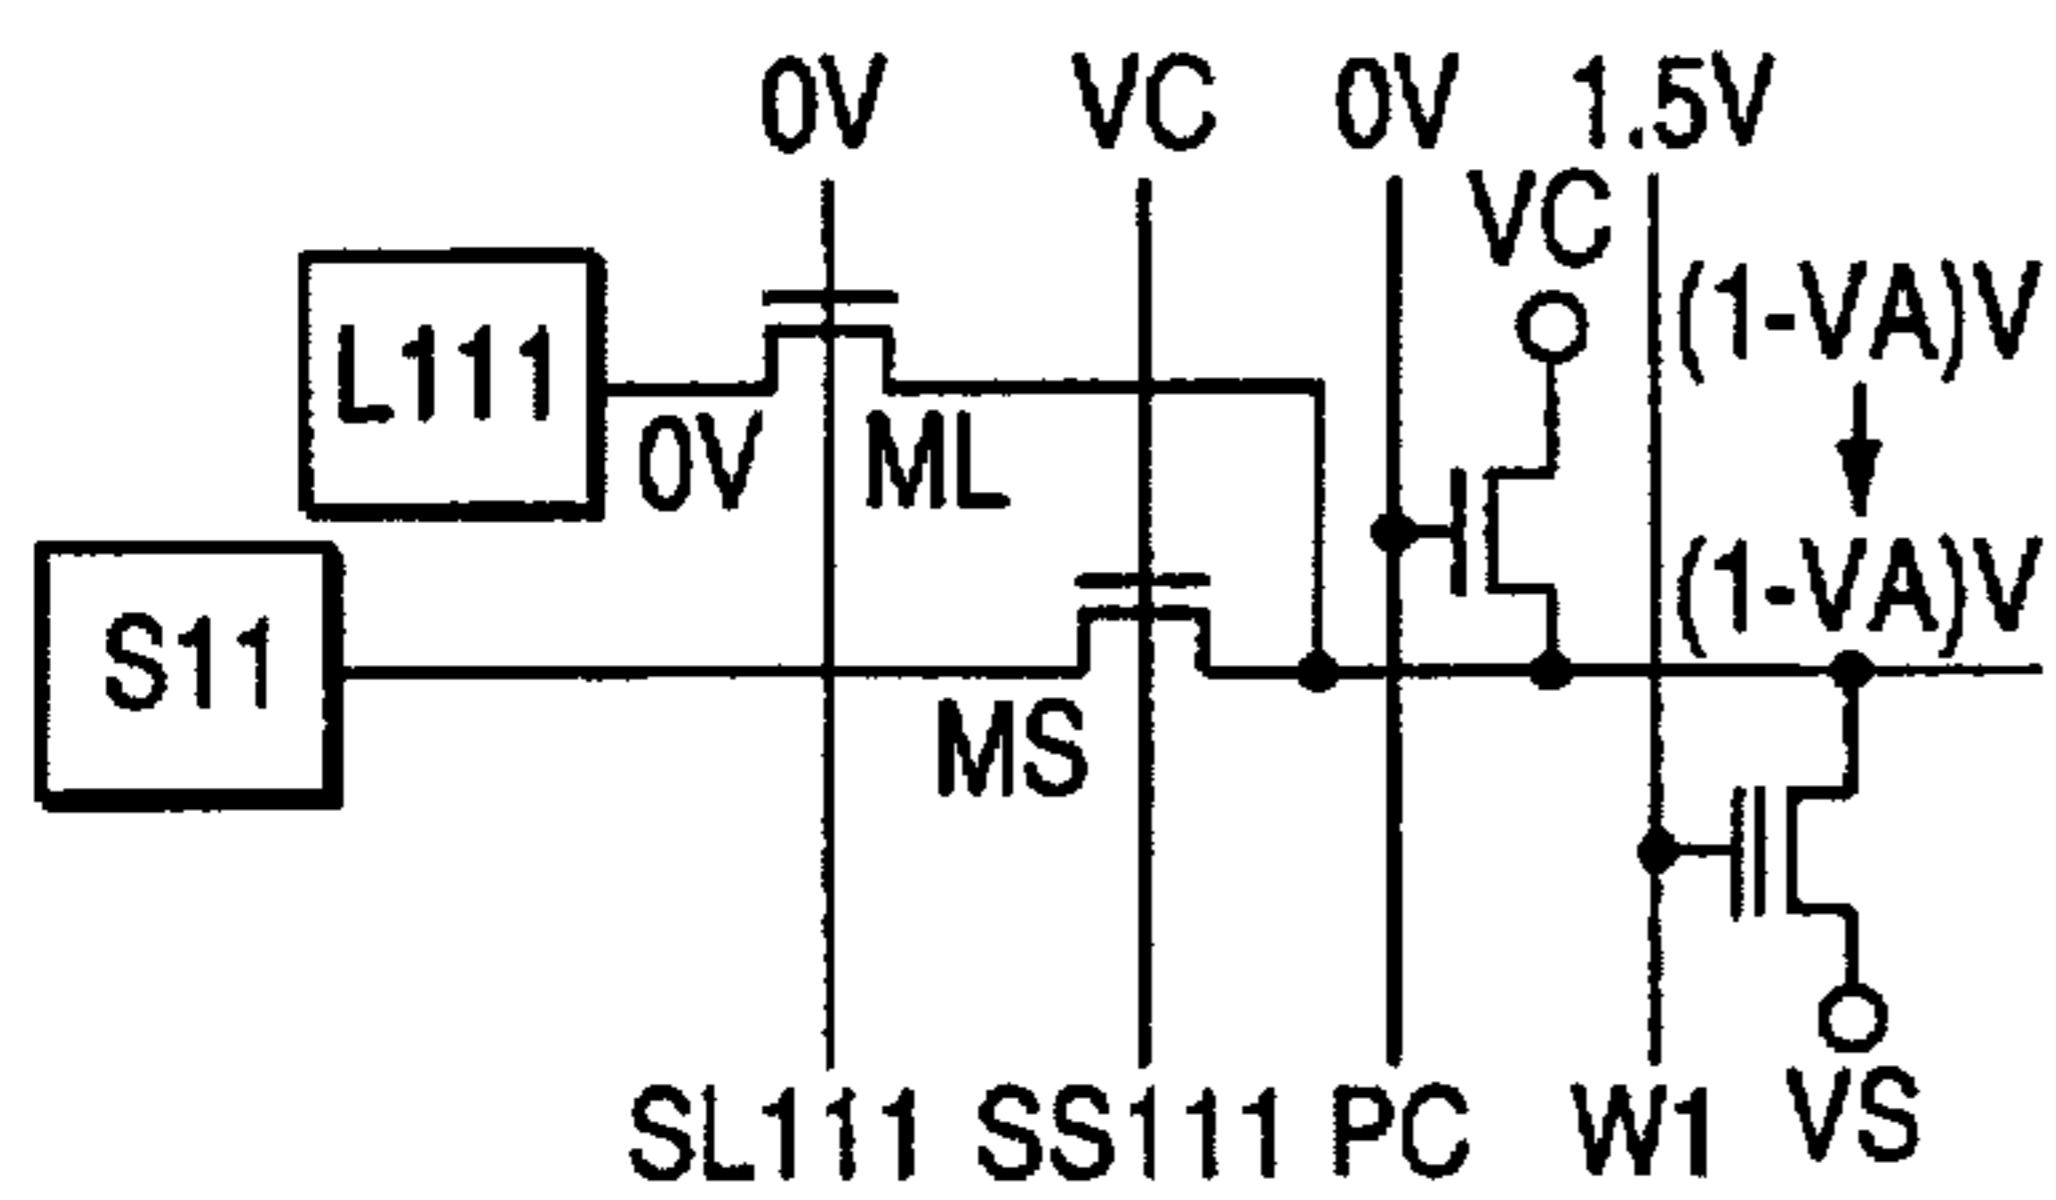 0V VC 0V 1.5V
VC
(1-VA)V
L111
0V ML
(1-VA)V
S11
MS
SL111 SS111 PC W1 VS